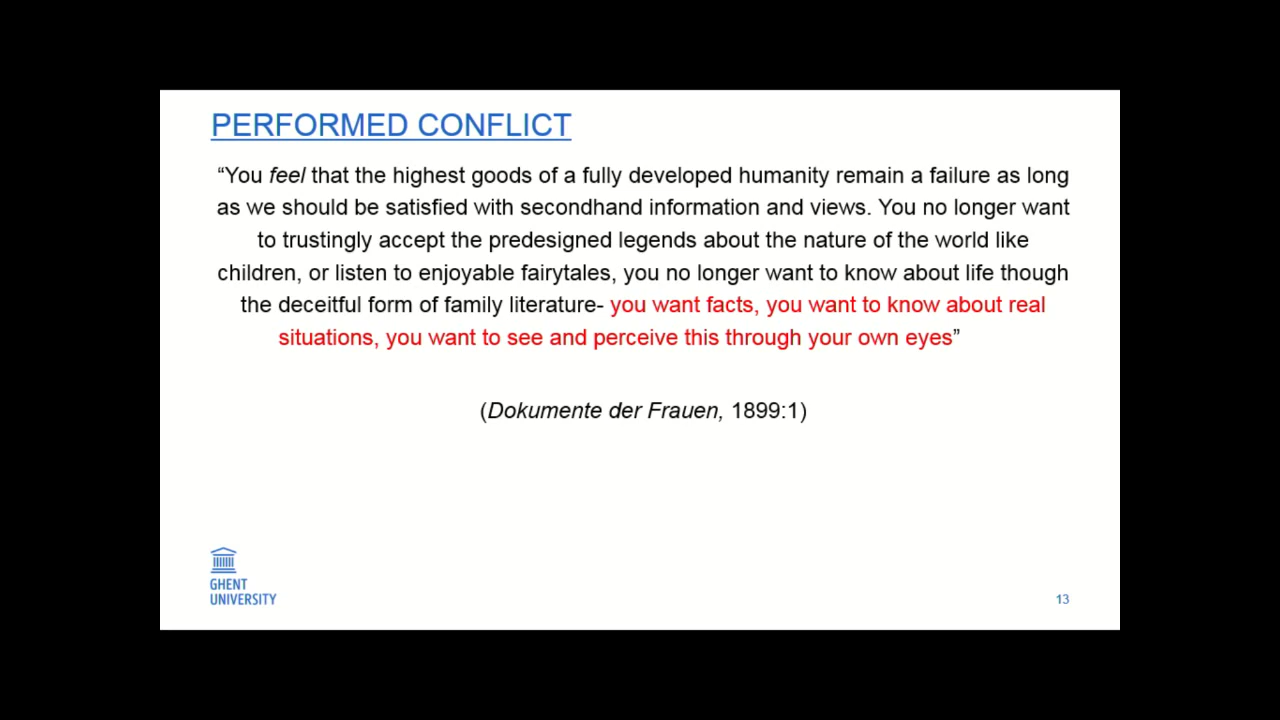 PERFORMED CONFLICT
“You feel that the highest goods of a fully developed humanity remain a failure as long
as we should be satisfied with secondhand information and views. You no longer want
to trustingly accept the predesigned legends about the nature of the world like
children, or listen to enjoyable fairytales, you no longer want to know about life though
the deceitful form of family literature- you want facts, you want to know about real
situations, you want to see and perceive this through your own eyes”
(Dokumente der Frauen, 1899:1)
GHENT
UNIVERSITY
13